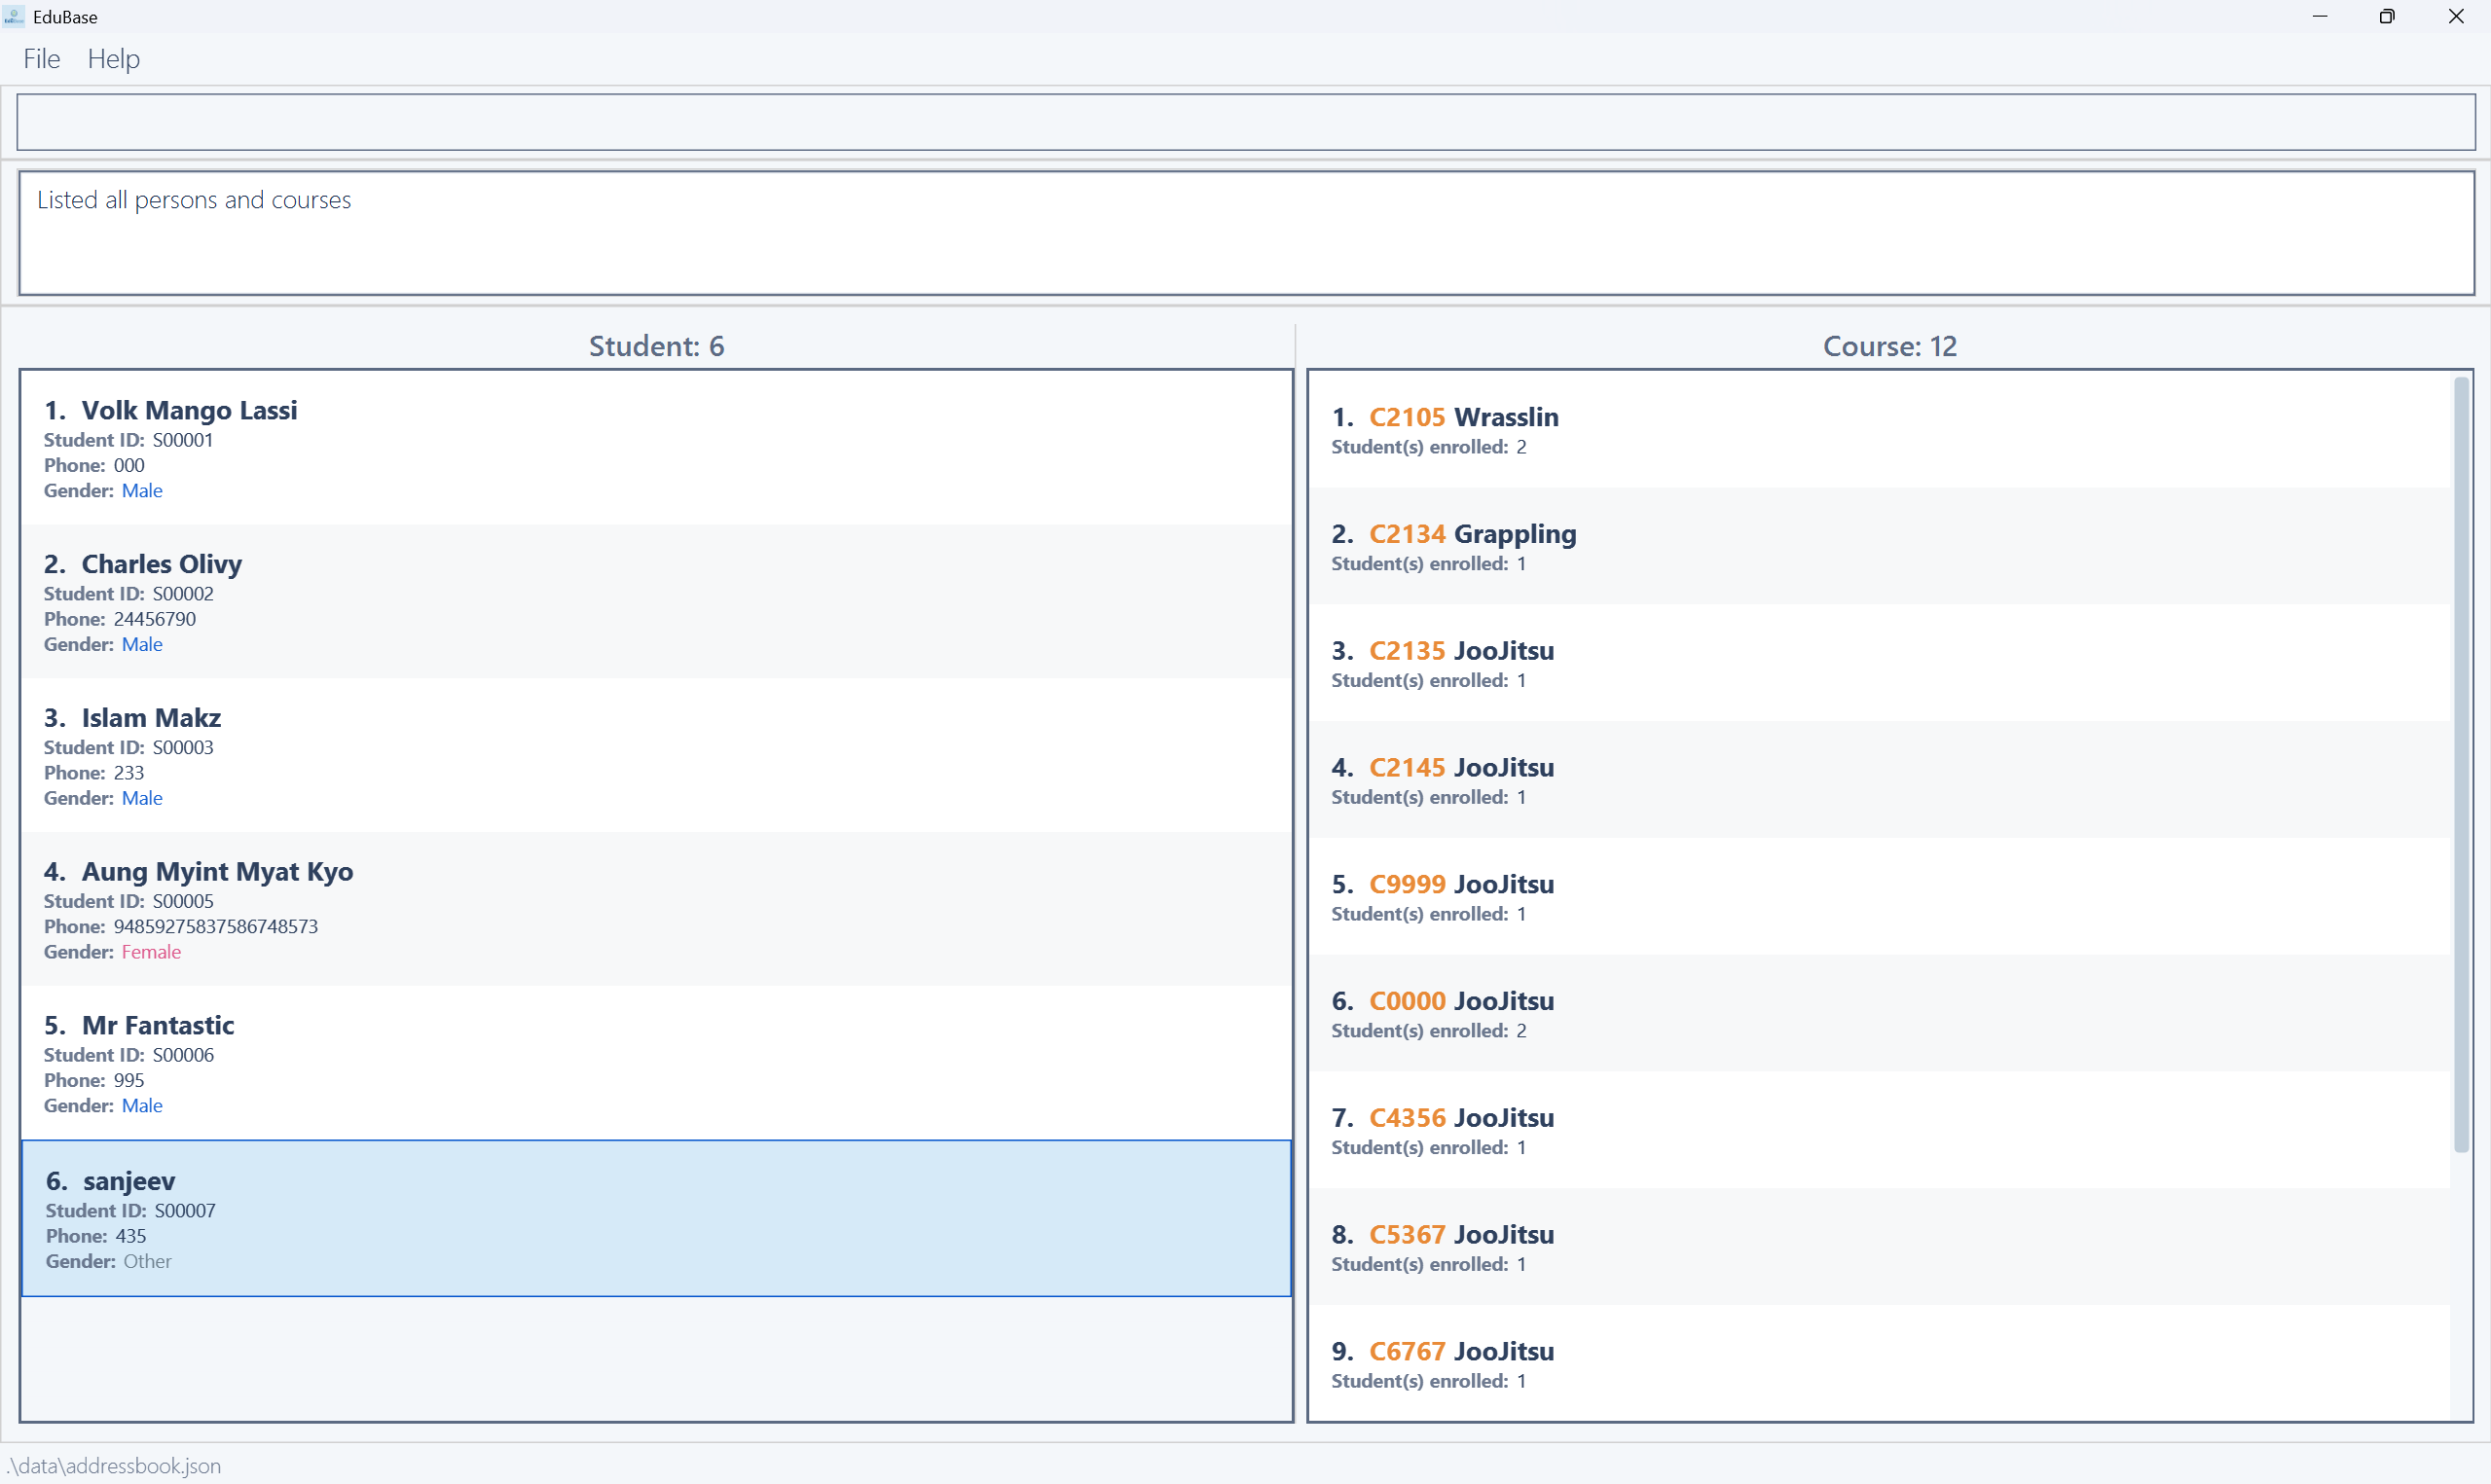 EduBase
File Help
Listed all persons and courses
Student: 6
1. Volk Mango Lassi
Student ID: S00001
Phone: 000
Gender: Male
2. Charles Olivy
Student ID: S00002
Phone: 24456790
Gender: Male
3. Islam Makz
Student ID: S00003
Phone: 233
Gender: Male
4. Aung Myint Myat Kyo
Student ID: S00005
Phone: 94859275837586748573
Gender: Female
5. Mr Fantastic
Student ID: S00006
Phone: 995
Gender: Male
6. sanjeev
Student ID: S00007
Phone: 435
Gender: Other
Course: 12
1. C2105 Wrasslin
Student(s) enrolled: 2
2. C2134 Grappling
Student(s) enrolled: 1
3. C2135 JooJitsu
Student(s) enrolled: 1
4. C2145 JooJitsu
Student(s) enrolled: 1
5. C9999 JooJitsu
Student(s) enrolled: 1
6. C0000 JooJitsu
Student(s) enrolled: 2
7. C4356 JooJitsu
Student(s) enrolled: 1
8. C5367 JooJitsu
Student(s) enrolled: 1
9. C6767 JooJitsu
Student(s) enrolled: 1
.\data\addressbook.json